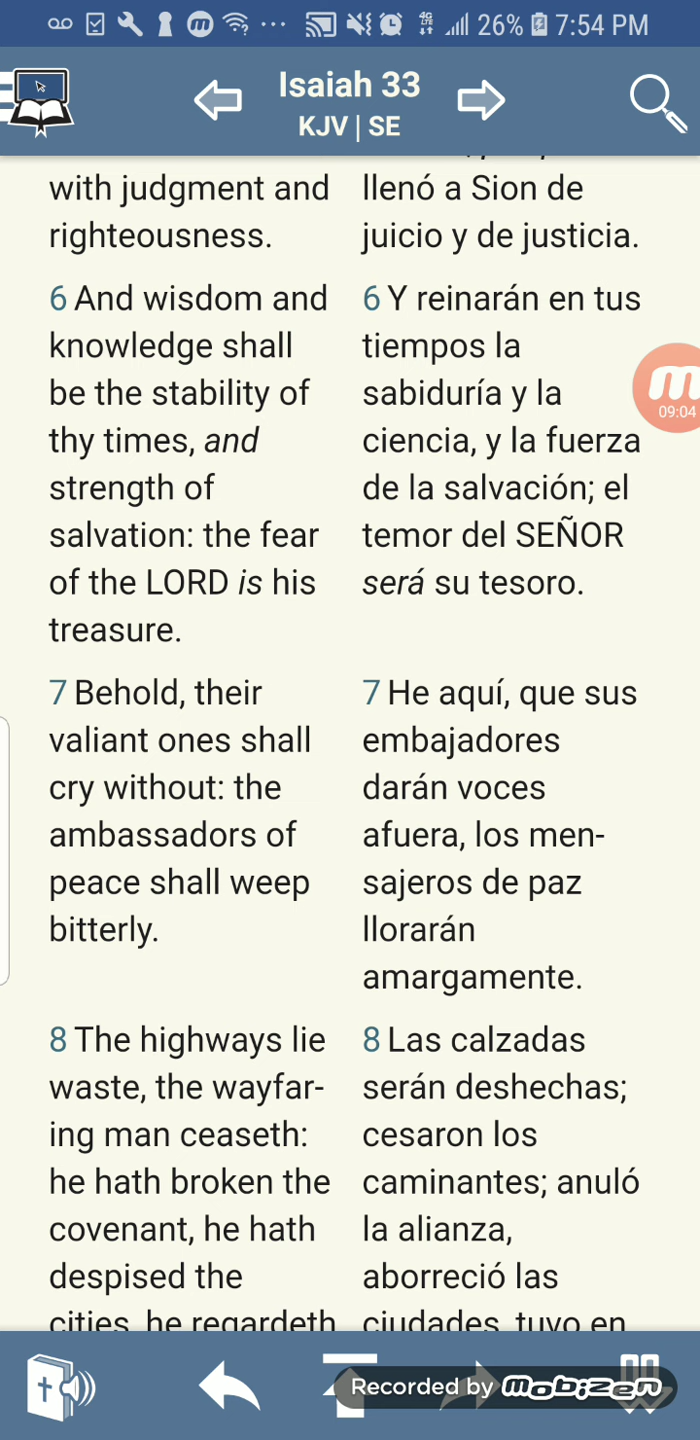 26% 7:54 PM
Isaiah 33
KJV | SE
with judgment and
righteousness.
6 And wisdom and
knowledge shall
be the stability of
thy times, and
strength of
salvation: the fear
of the LORD is his
treasure.
7 Behold, their
valiant ones shall
cry without: the
ambassadors of
peace shall weep
bitterly.
8 The highways lie
waste, the wayfar-
ing man ceaseth:
he hath broken the
covenant, he hath
despised the
cities, he regardeth
llenó a Sion de
juicio y de justicia.
6 Y reinarán en tus
tiempos la
sabiduría y la
ciencia, y la fuerza
de la salvación; el
temor del SEÑOR
será su tesoro.
7 He aquí, que sus
embajadores
darán voces
afuera, los men-
sajeros de paz
llorarán
amargamente.
8 Las calzadas
serán deshechas;
cesaron los
caminantes; anuló
la alianza,
aborreció las
ciudades, tuvo en
m
09:04
Recorded by mobizen